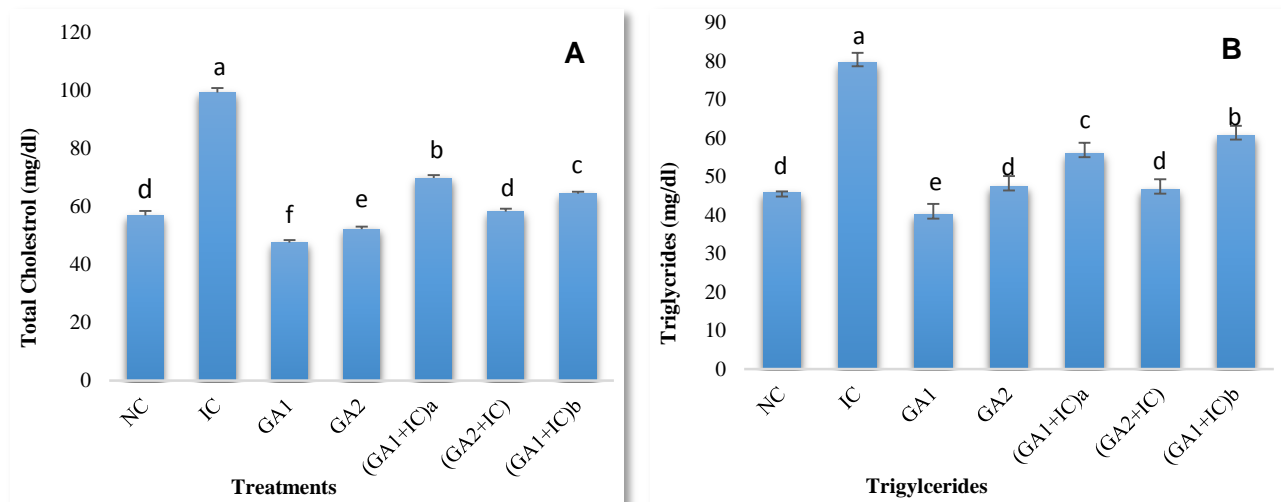 A
Total Cholestrol (mg/dl)
120
100
80
60
40
20
0
d
a
f
e
b
d
c
NC
IC
GA1
GA2
(GA1+IC)a
(GA2+IC)
(GA1+IC)b
Treatments
B
Triglycrides (mg/dl)
90
80
70
60
50
40
30
20
10
0
d
a
e
d
c
d
b
NC
IC
GA1
GA2
(GA1+IC)a
(GA2+IC)
(GA1+IC)b
Trigylcerides